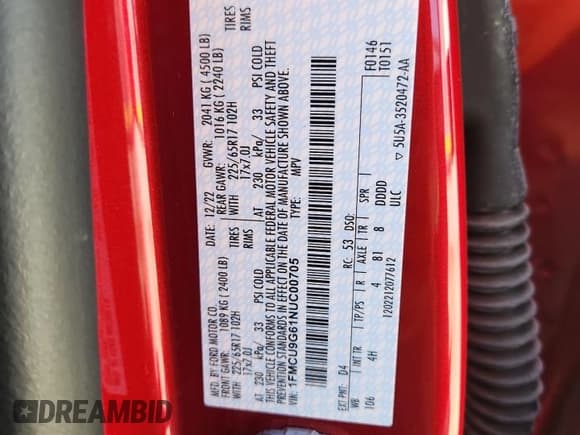 MFD. BY FORD MOTOR CO. DATE: 12/22 GVWR: 2041 KG ( 4500 LB)
FRONT GAWR: 1089 KG ( 2400 LB) REAR GAWR: 1016 KG ( 2240 LB)
225/65R17 102H TIRES WITH 225/65R17 102H TIRES
17x7.0J RIMS 17x7.0J RIMS
AT 230 kPa/ 33 PSI COLD AT 230 kPa/ 33 PSI COLD
THIS VEHICLE CONFORMS TO ALL APPLICABLE FEDERAL MOTOR VEHICLE SAFETY AND THEFT
PREVENTION STANDARDS IN EFFECT ON THE DATE OF MANUFACTURE SHOWN ABOVE.
VIN: 1FMCU9G61NUC00705 TYPE: MPV
F0146
T0151
EXT PNT: D4 RC: 53 DSO:
WB INT TR TP/PS R AXLE TR SPR
106 4H 4 81 8 DDDD
ULC
1202212077612
▽ 5U5A-3520472-AA
DREAMBID